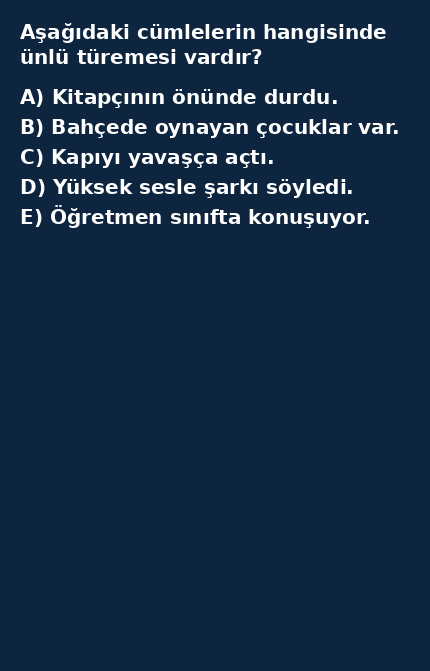 Aşağıdaki cümlelerin hangisinde
ünlü türemesi vardır?
A) Kitapçının önünde durdu.
B) Bahçede oynayan çocuklar var.
C) Kapıyı yavaşça açtı.
D) Yüksek sesle şarkı söyledi.
E) Öğretmen sınıfta konuşuyor.